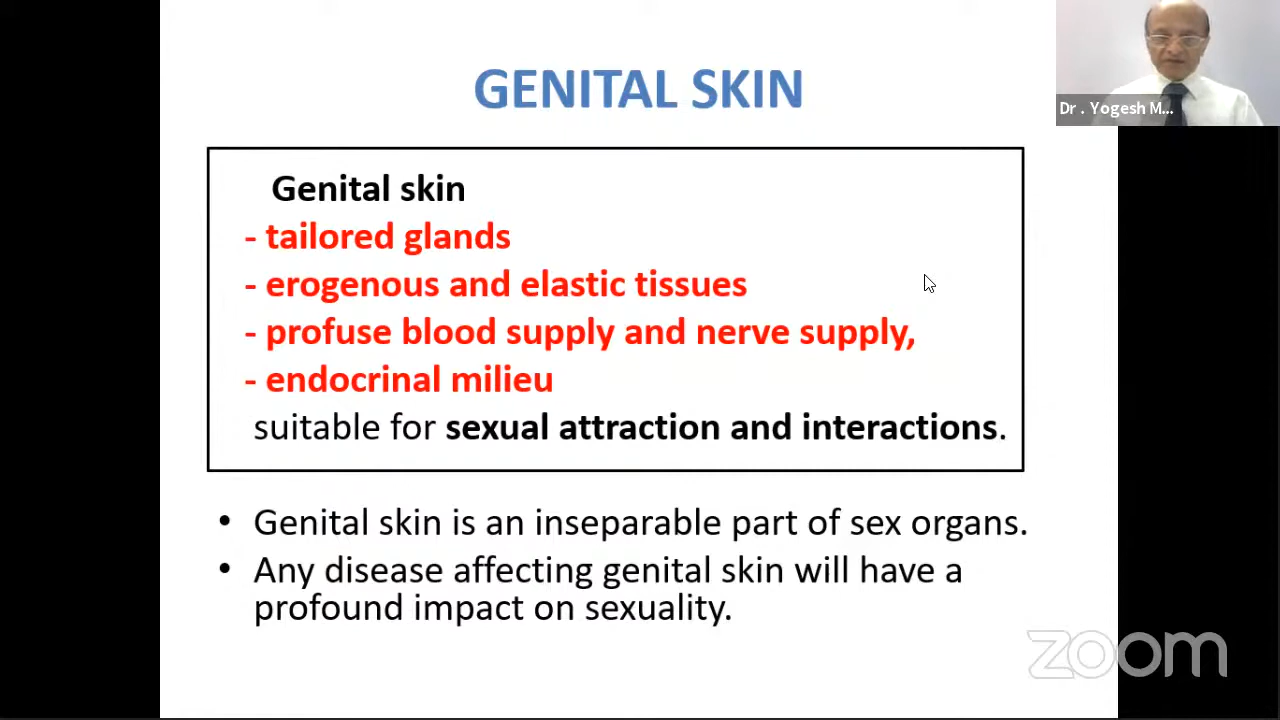 GENITAL SKIN
Dr . Yogesh M...
Genital skin
- tailored glands
- erogenous and elastic tissues
- profuse blood supply and nerve supply,
- endocrinal milieu
suitable for sexual attraction and interactions.
• Genital skin is an inseparable part of sex organs.
• Any disease affecting genital skin will have a
profound impact on sexuality.
zoom